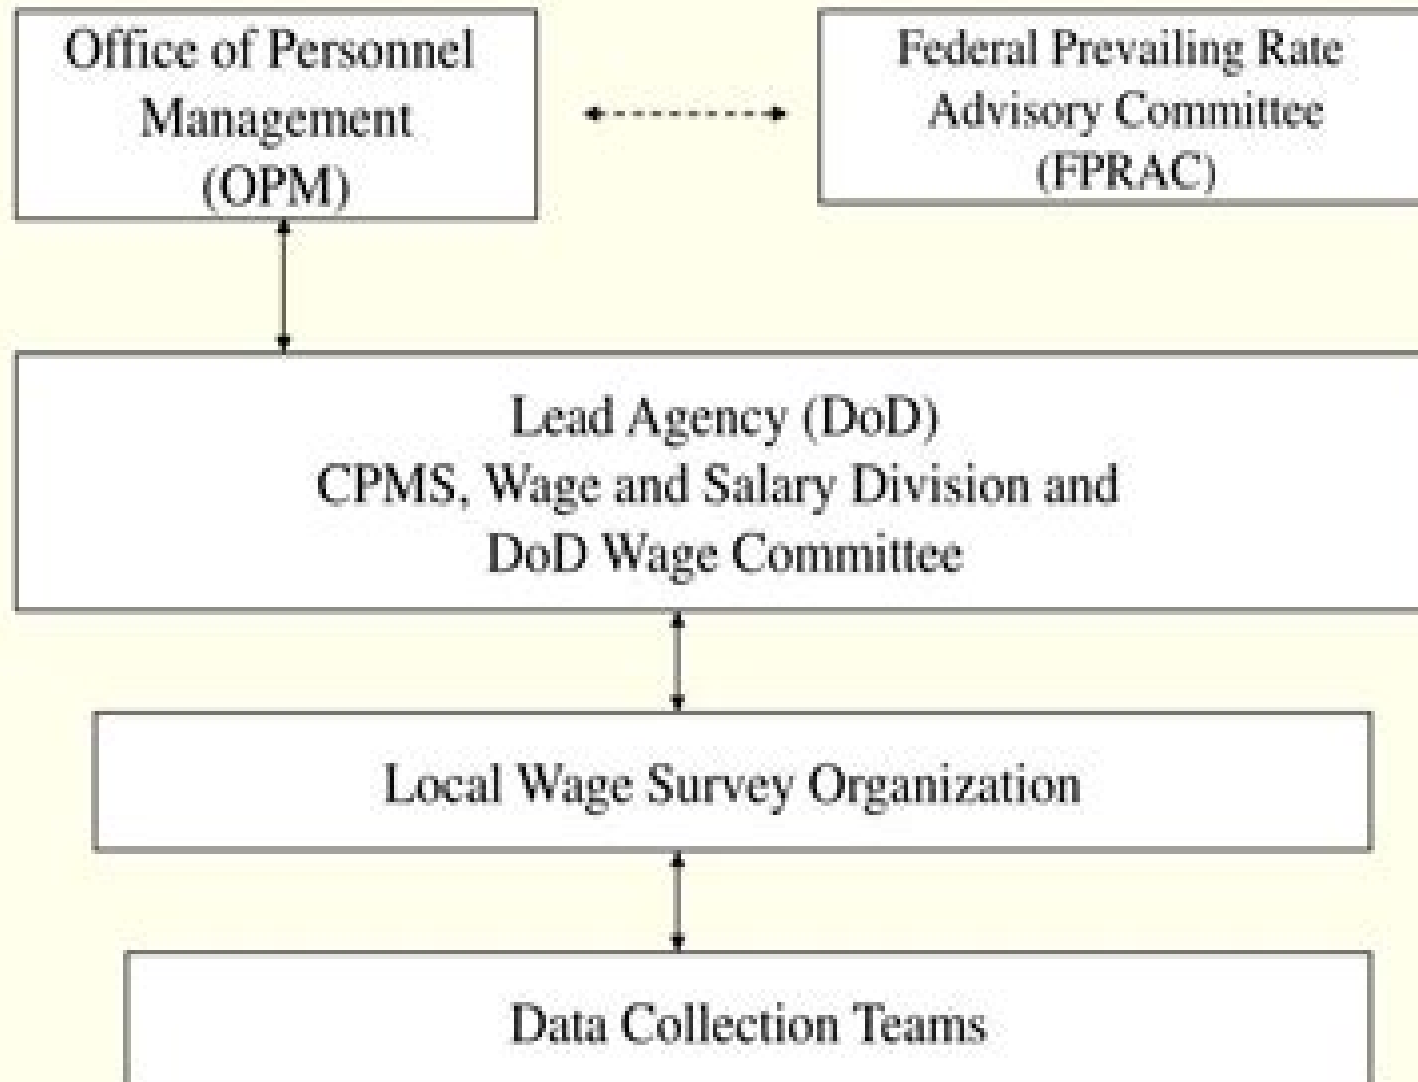 Office of Personnel
Management
(OPM)
Federal Prevailing Rate
Advisory Committee
(FPRAC)
Lead Agency (DoD)
CPMS, Wage and Salary Division and
DoD Wage Committee
Local Wage Survey Organization
Data Collection Teams